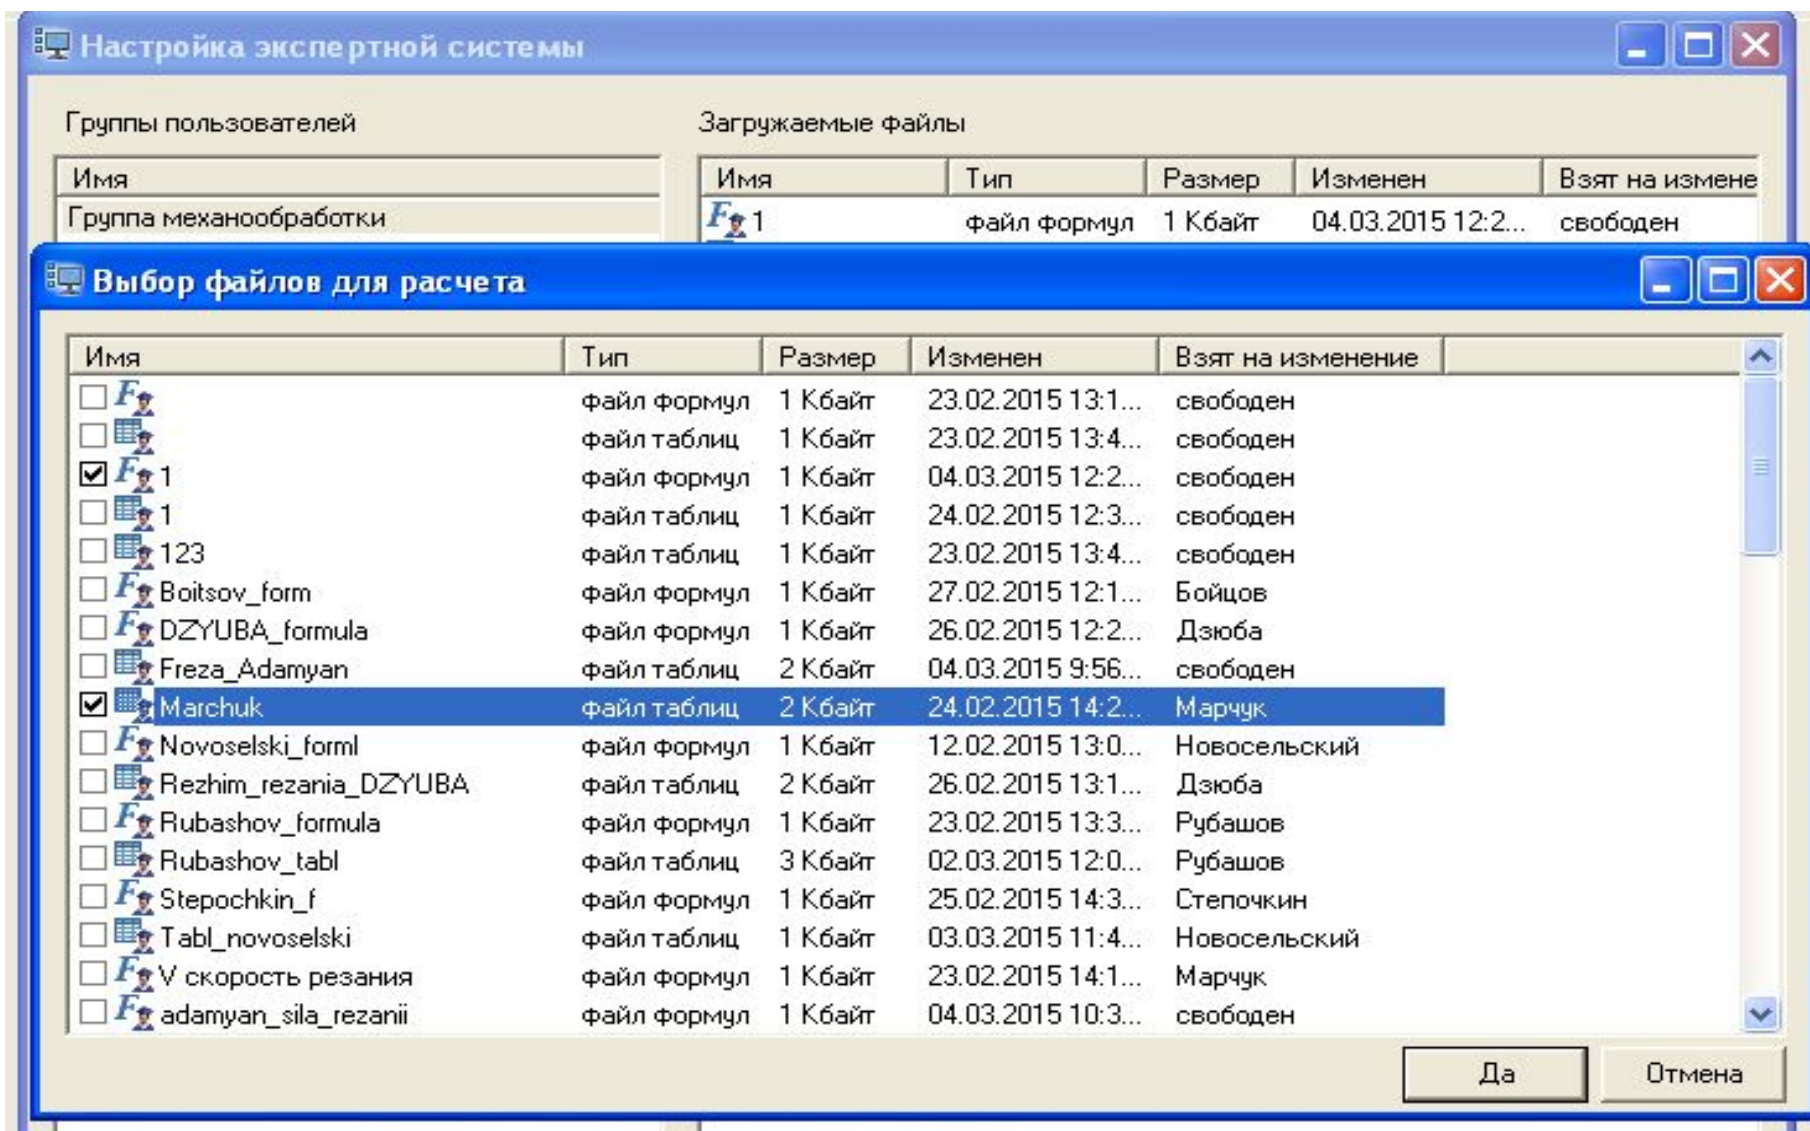 Настройка экспертной системы
Группы пользователей Загружаемые файлы
Имя Имя Тип Размер Изменен Взят на измене
Группа механообработки 1 файл формул 1 Кбайт 04.03.2015 12:2... свободен
Выбор файлов для расчета
Имя Тип Размер Изменен Взят на изменение
файл формул 1 Кбайт 23.02.2015 13:1... свободен
файл таблиц 1 Кбайт 23.02.2015 13:4... свободен
1 файл формул 1 Кбайт 04.03.2015 12:2... свободен
1 файл таблиц 1 Кбайт 24.02.2015 12:3... свободен
123 файл таблиц 1 Кбайт 23.02.2015 13:4... свободен
Boitsov_form файл формул 1 Кбайт 27.02.2015 12:1... Бойцов
DZYUBA_formula файл формул 1 Кбайт 26.02.2015 12:2... Дзюба
Freza_Adamyan файл таблиц 2 Кбайт 04.03.2015 9:56... свободен
Marchuk файл таблиц 2 Кбайт 24.02.2015 14:2... Марчук
Novoselski_forml файл формул 1 Кбайт 12.02.2015 13:0... Новосельский
Rezhim_rezania_DZYUBA файл таблиц 2 Кбайт 26.02.2015 13:1... Дзюба
Rubashov_formula файл формул 1 Кбайт 23.02.2015 13:3... Рубашов
Rubashov_tabl файл таблиц 3 Кбайт 02.03.2015 12:0... Рубашов
Stepochkin_f файл формул 1 Кбайт 25.02.2015 14:3... Степочкин
Tabl_novoselski файл таблиц 1 Кбайт 03.03.2015 11:4... Новосельский
V скорость резания файл формул 1 Кбайт 23.02.2015 14:1... Марчук
adamyan_sila_rezanii файл формул 1 Кбайт 04.03.2015 10:3... свободен
Да Отмена